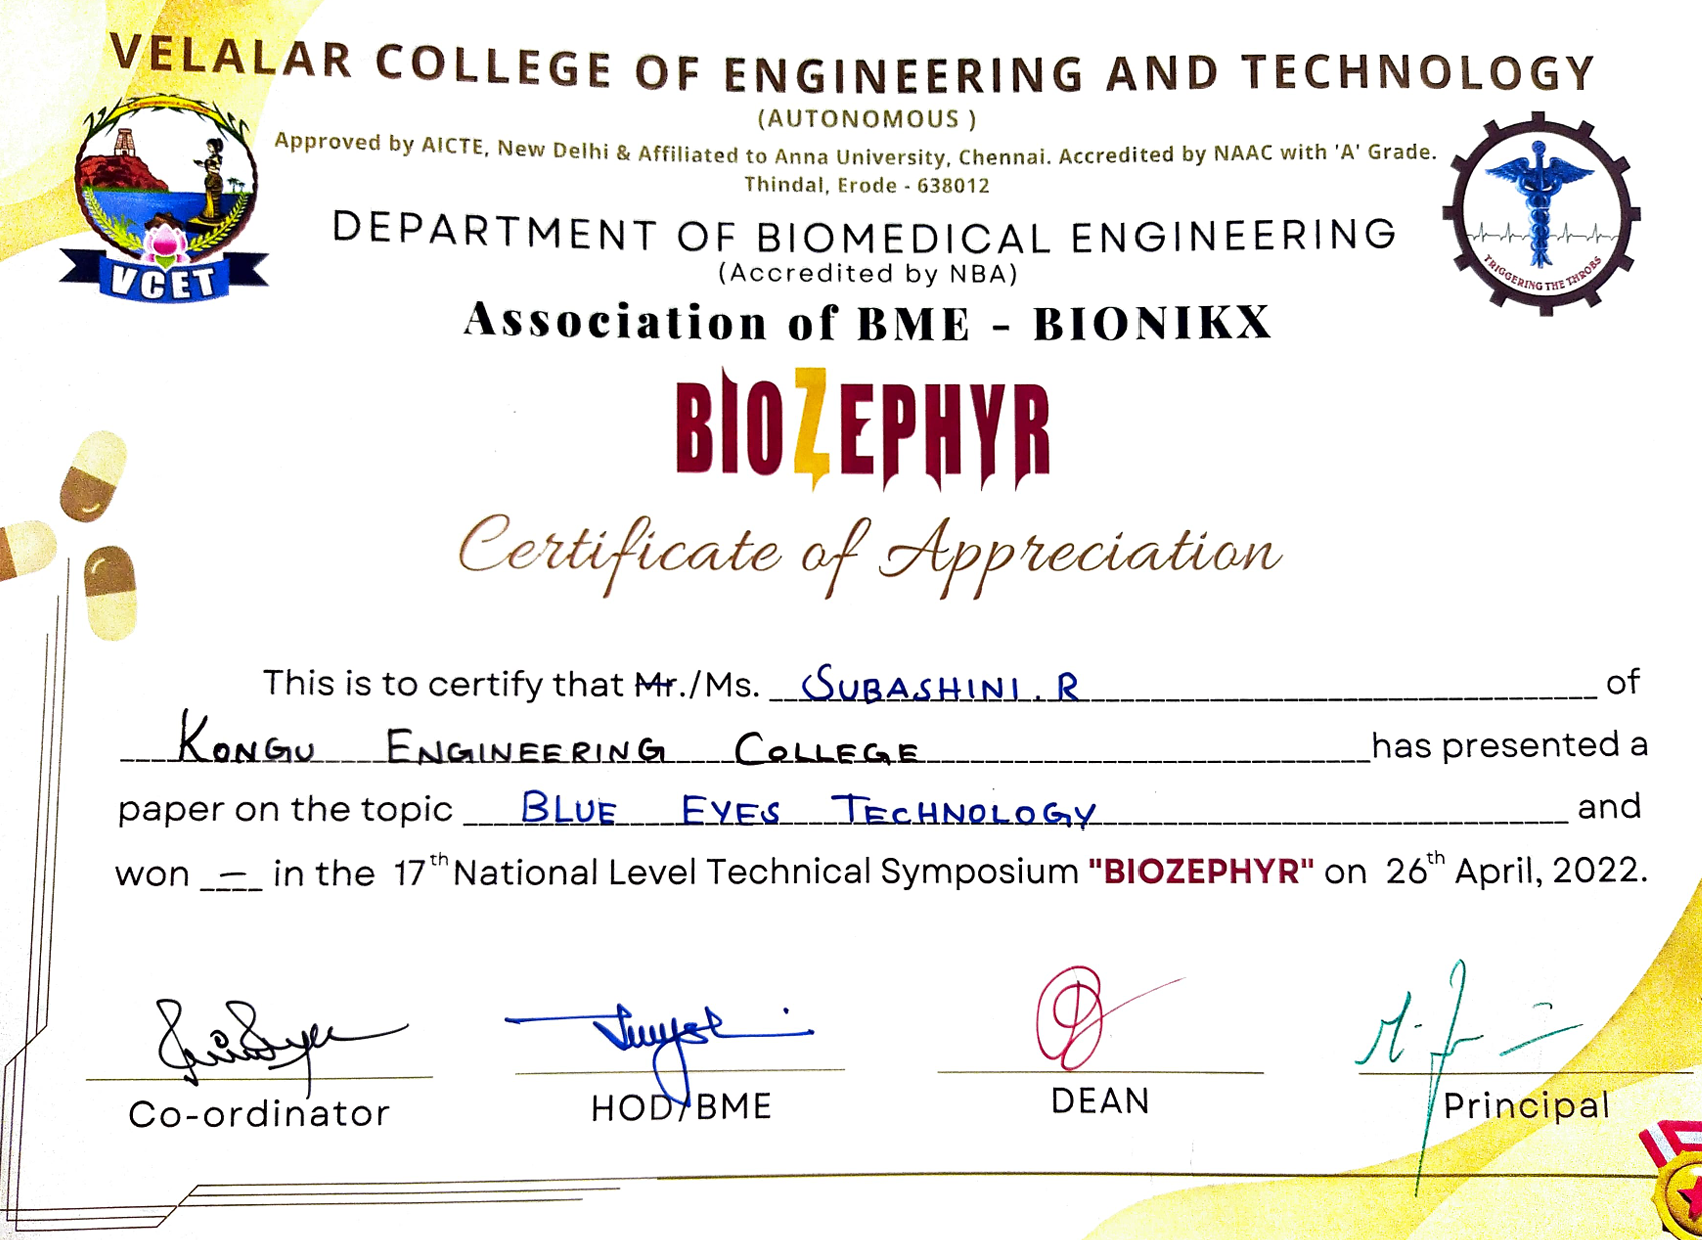 VELALAR COLLEGE OF ENGINEERING AND TECHNOLOGY
(AUTONOMOUS )
Approved by AICTE, New Delhi & Affiliated to Anna University, Chennai. Accredited by NAAC with 'A' Grade.
Thindal, Erode - 638012
VCET
TRIGGERING THE THROBS
DEPARTMENT OF BIOMEDICAL ENGINEERING
(Accredited by NBA)
Association of BME - BIONIKX
BIOZEPHYR
Certificate of Appreciation
This is to certify that Mr./Ms. SUBASHINI.R of
KONGU ENGINEERING COLLEGE has presented a
paper on the topic BLUE EYES TECHNOLOGY and
won — in the 17th National Level Technical Symposium "BIOZEPHYR" on 26th April, 2022.
Co-ordinator HOD/BME DEAN Principal